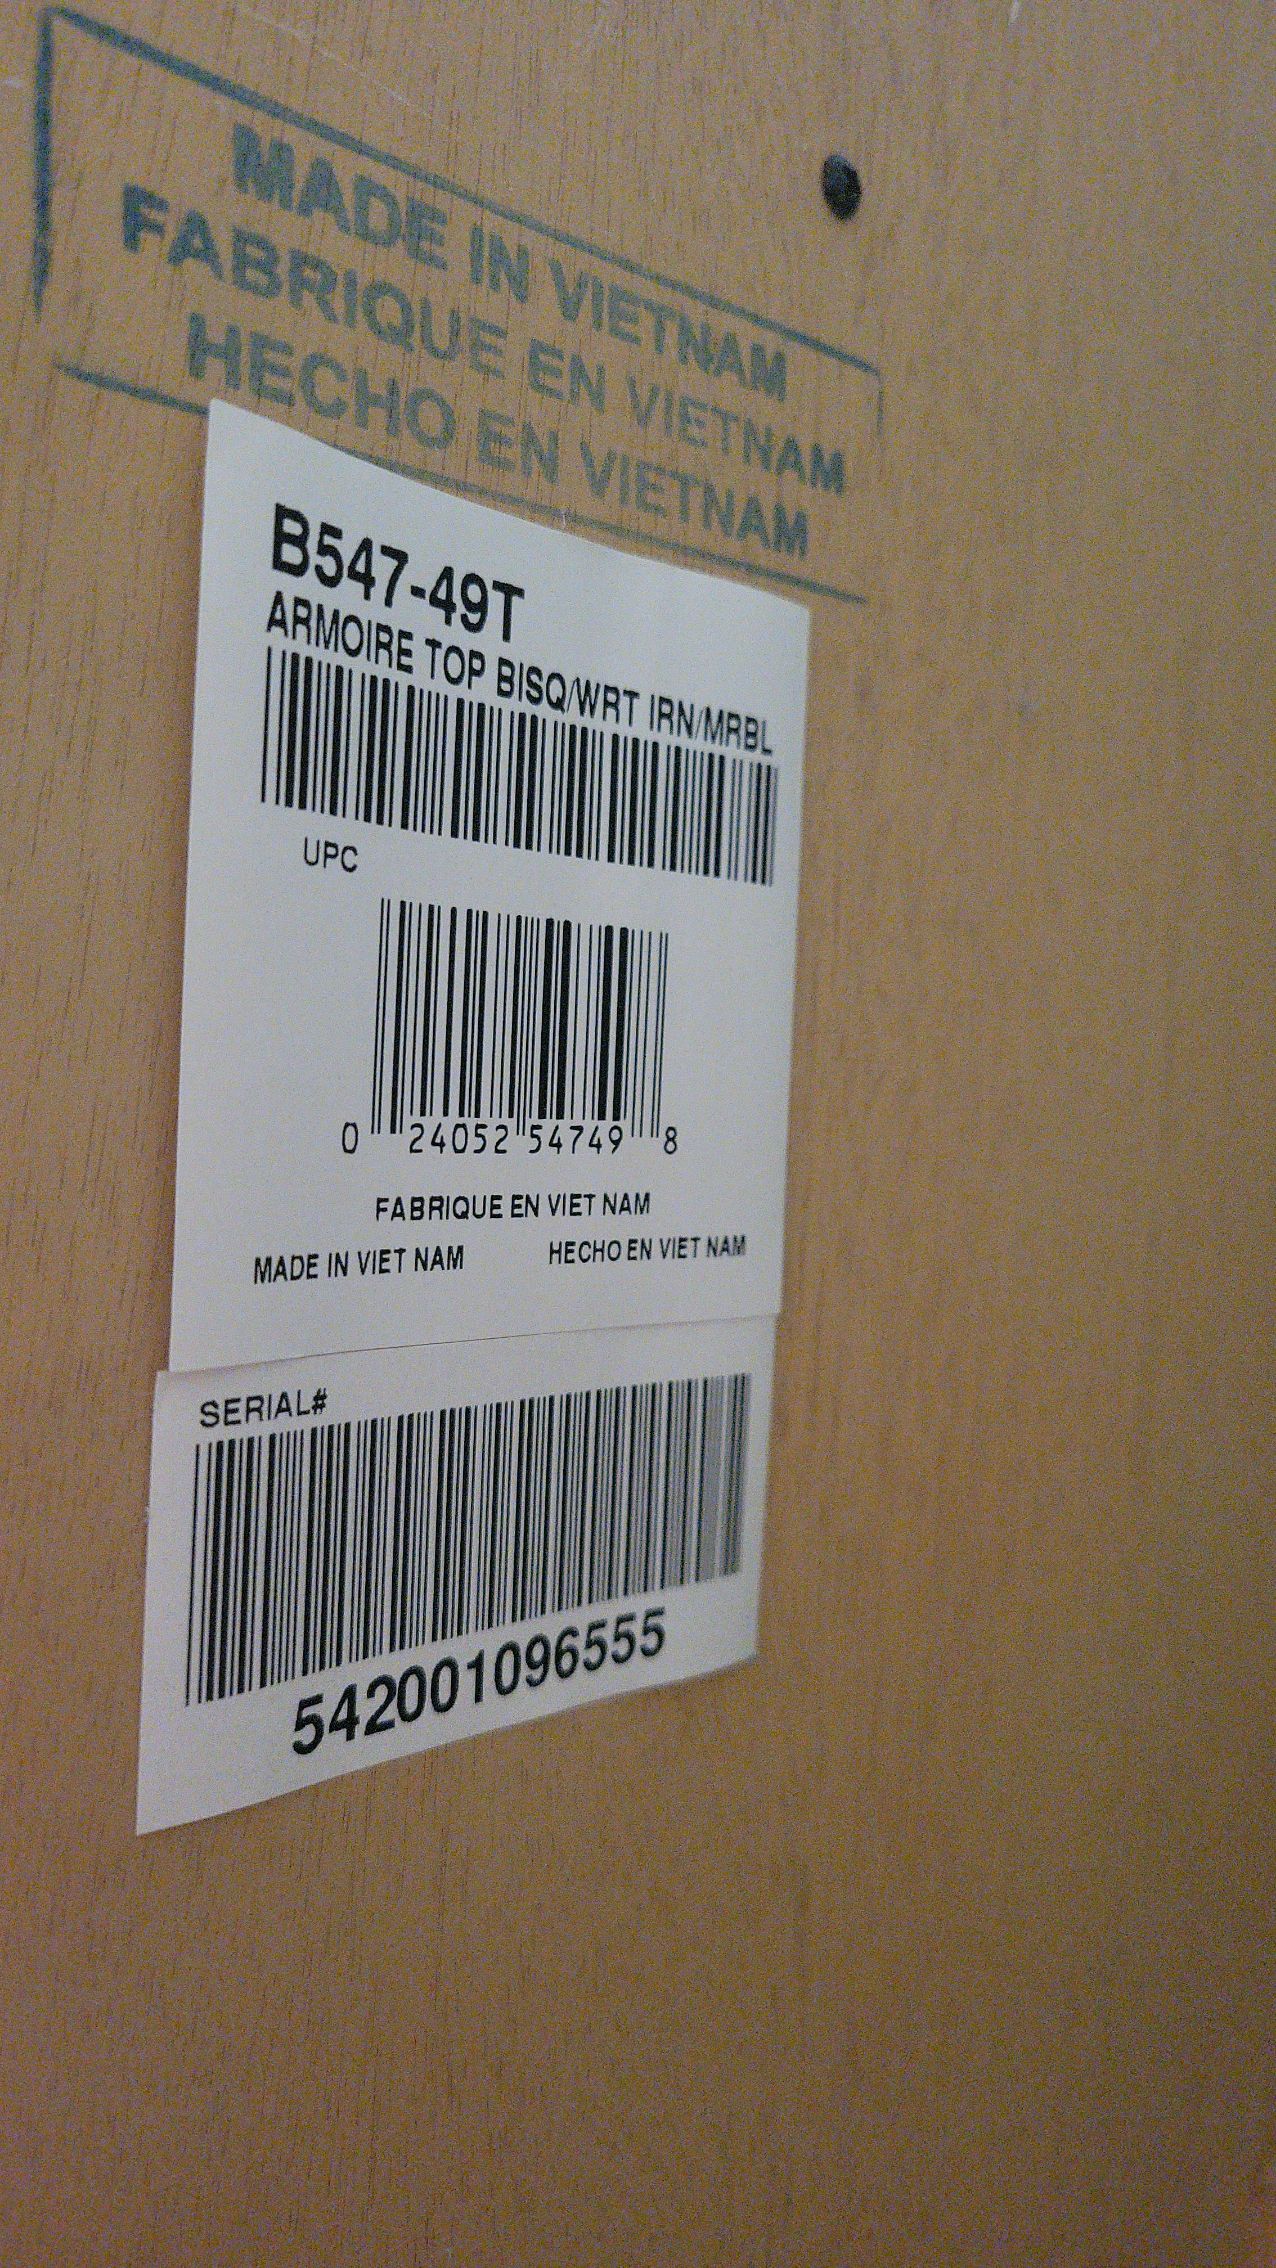 MADE IN VIETNAM
FABRIQUE EN VIETNAM
HECHO EN VIETNAM
B547-49T
ARMOIRE TOP BISQ/WRT IRN/MRBL
UPC
0 24052 54749 8
FABRIQUE EN VIET NAM
MADE IN VIET NAM HECHO EN VIET NAM
SERIAL#
542001096555